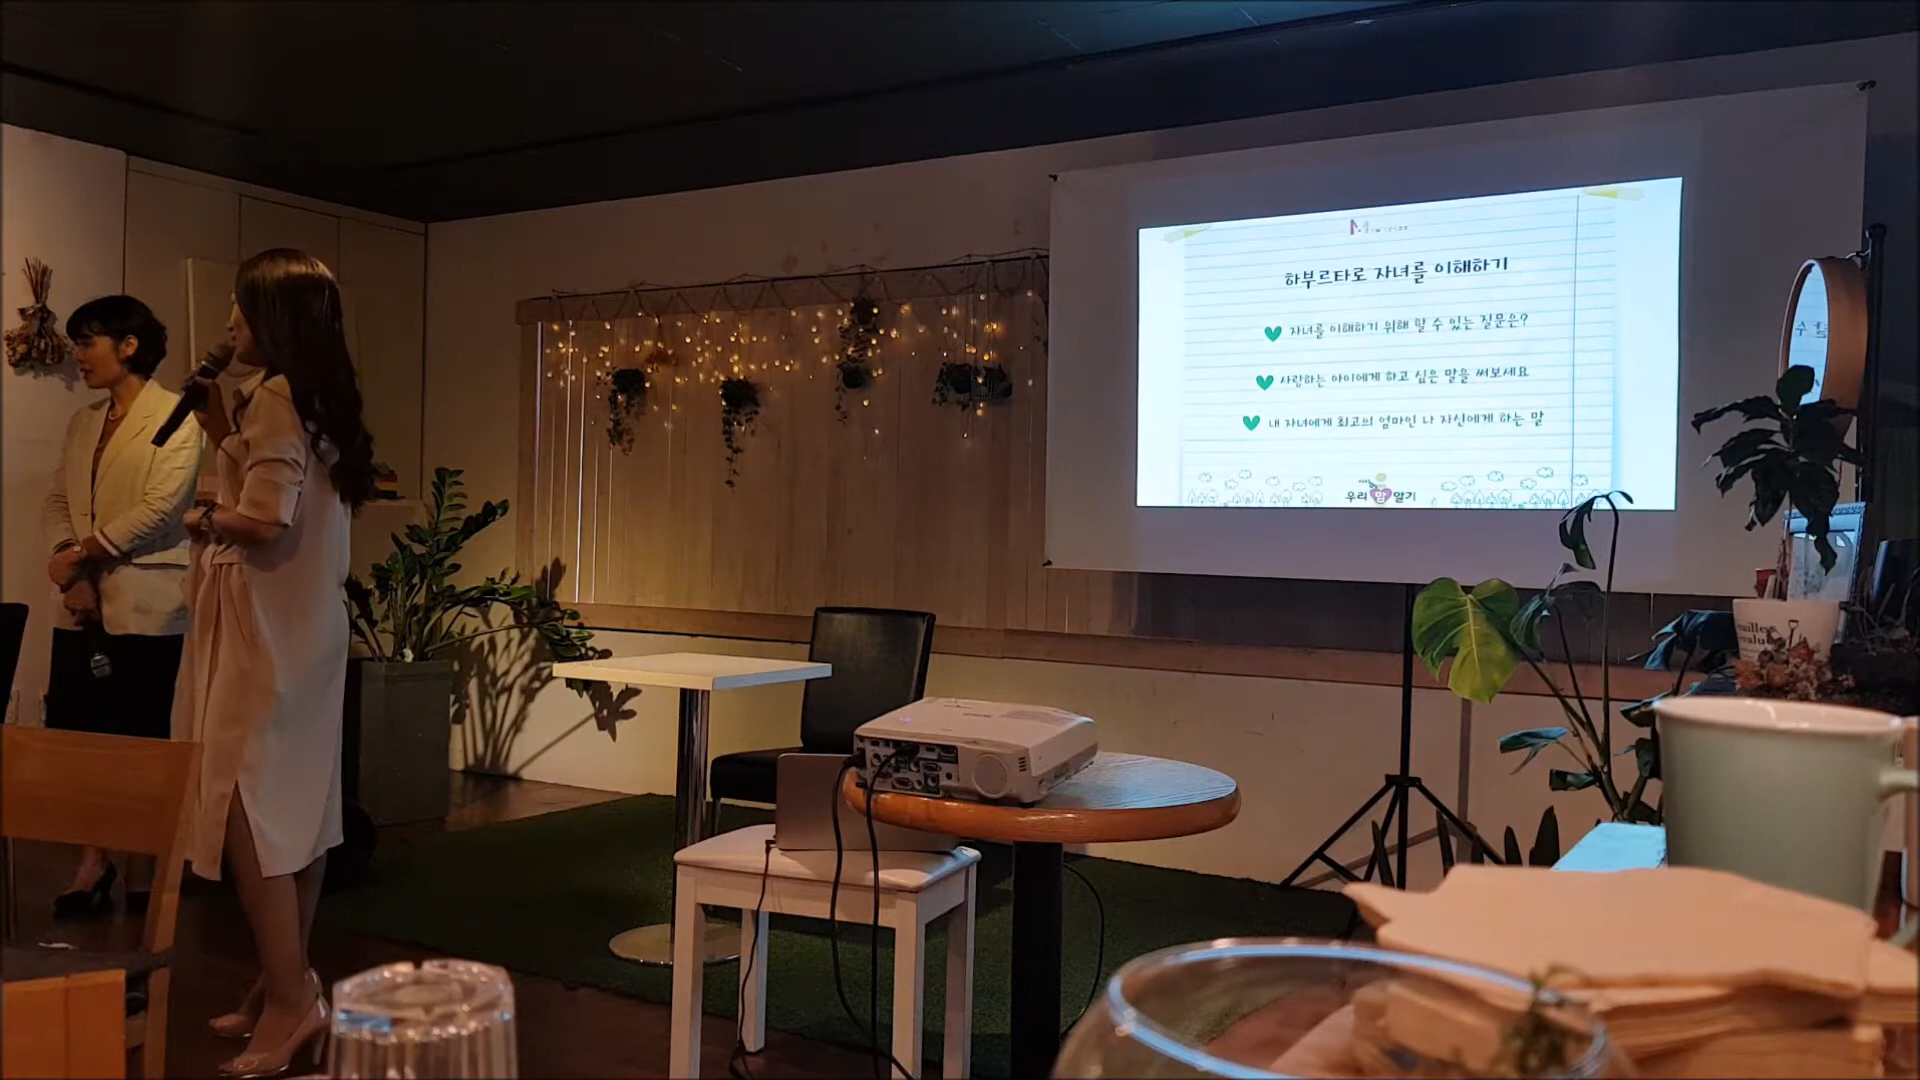 하부르타로 자녀를 이해하기
자녀를 이해하기 위해 할 수 있는 질문은?
사랑하는 아이에게 하고 싶은 말을 써보세요
내 자녀에게 최고의 엄마인 나 자신에게 하는 말
우리 맘 알기